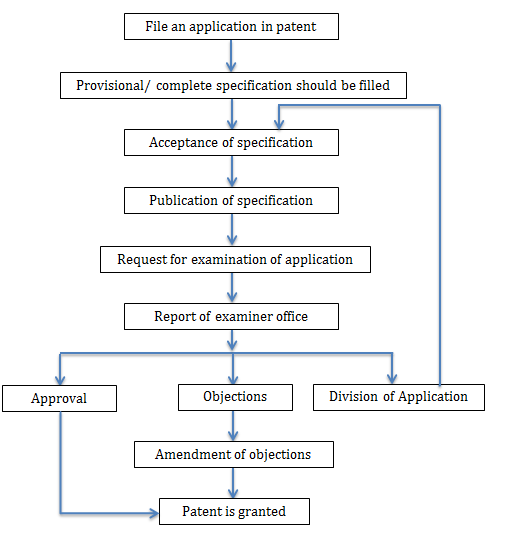 File an application in patent
Provisional/ complete specification should be filled
Acceptance of specification
Publication of specification
Request for examination of application
Report of examiner office
Approval
Objections
Division of Application
Amendment of objections
Patent is granted